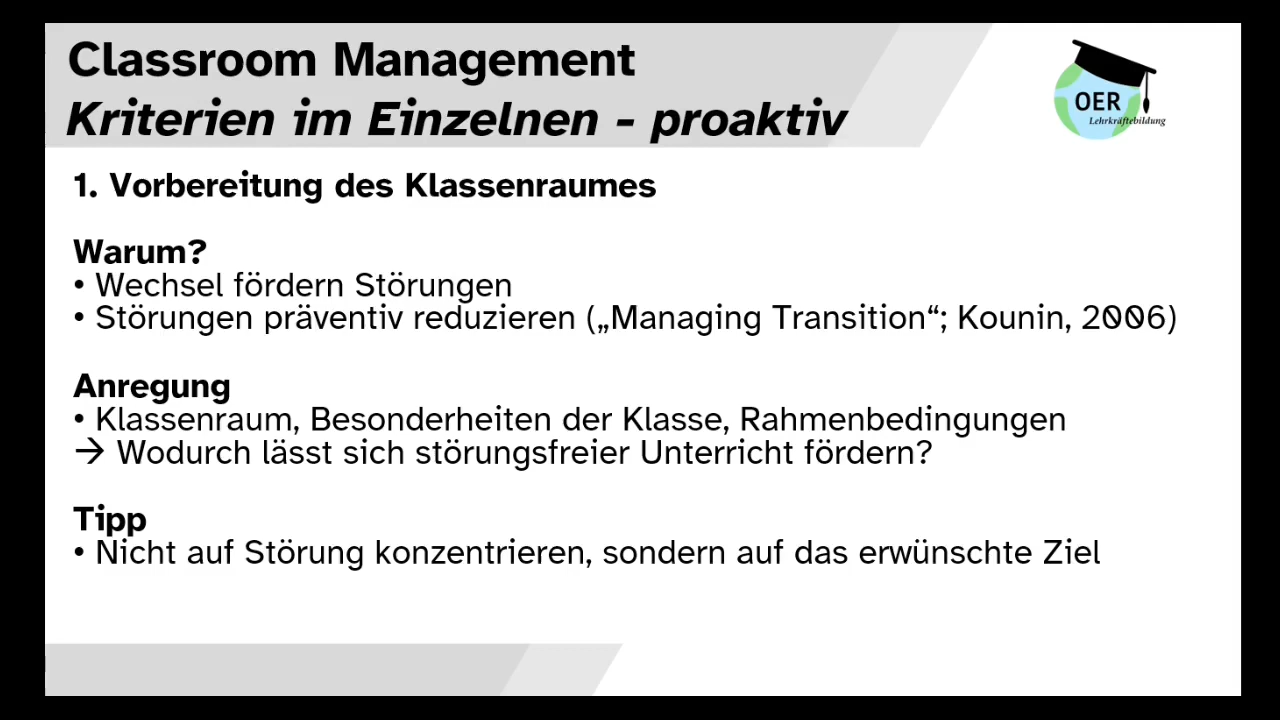 Classroom Management
Kriterien im Einzelnen - proaktiv
OER
Lehrkräftebildung
1. Vorbereitung des Klassenraumes
Warum?
• Wechsel fördern Störungen
• Störungen präventiv reduzieren („Managing Transition“; Kounin, 2006)
Anregung
• Klassenraum, Besonderheiten der Klasse, Rahmenbedingungen
→ Wodurch lässt sich störungsfreier Unterricht fördern?
Tipp
• Nicht auf Störung konzentrieren, sondern auf das erwünschte Ziel